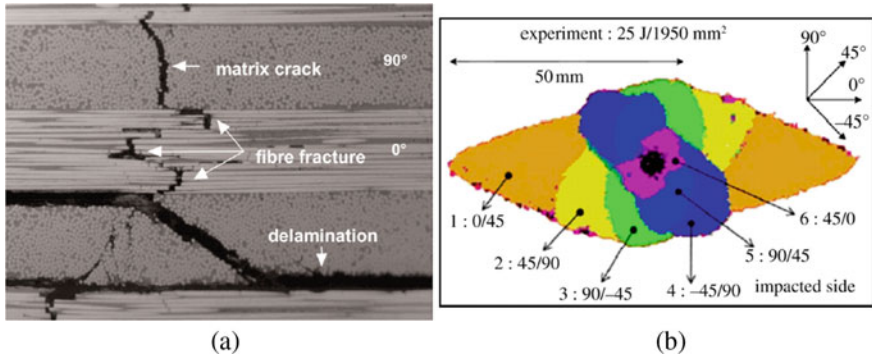 90°
matrix crack
fibre fracture
0°
delamination
(a)
experiment : 25 J/1950 mm²
50 mm
90°
45°
0°
–45°
1 : 0/45
2 : 45/90
3 : 90/–45
4 : –45/90
5 : 90/45
6 : 45/0
impacted side
(b)